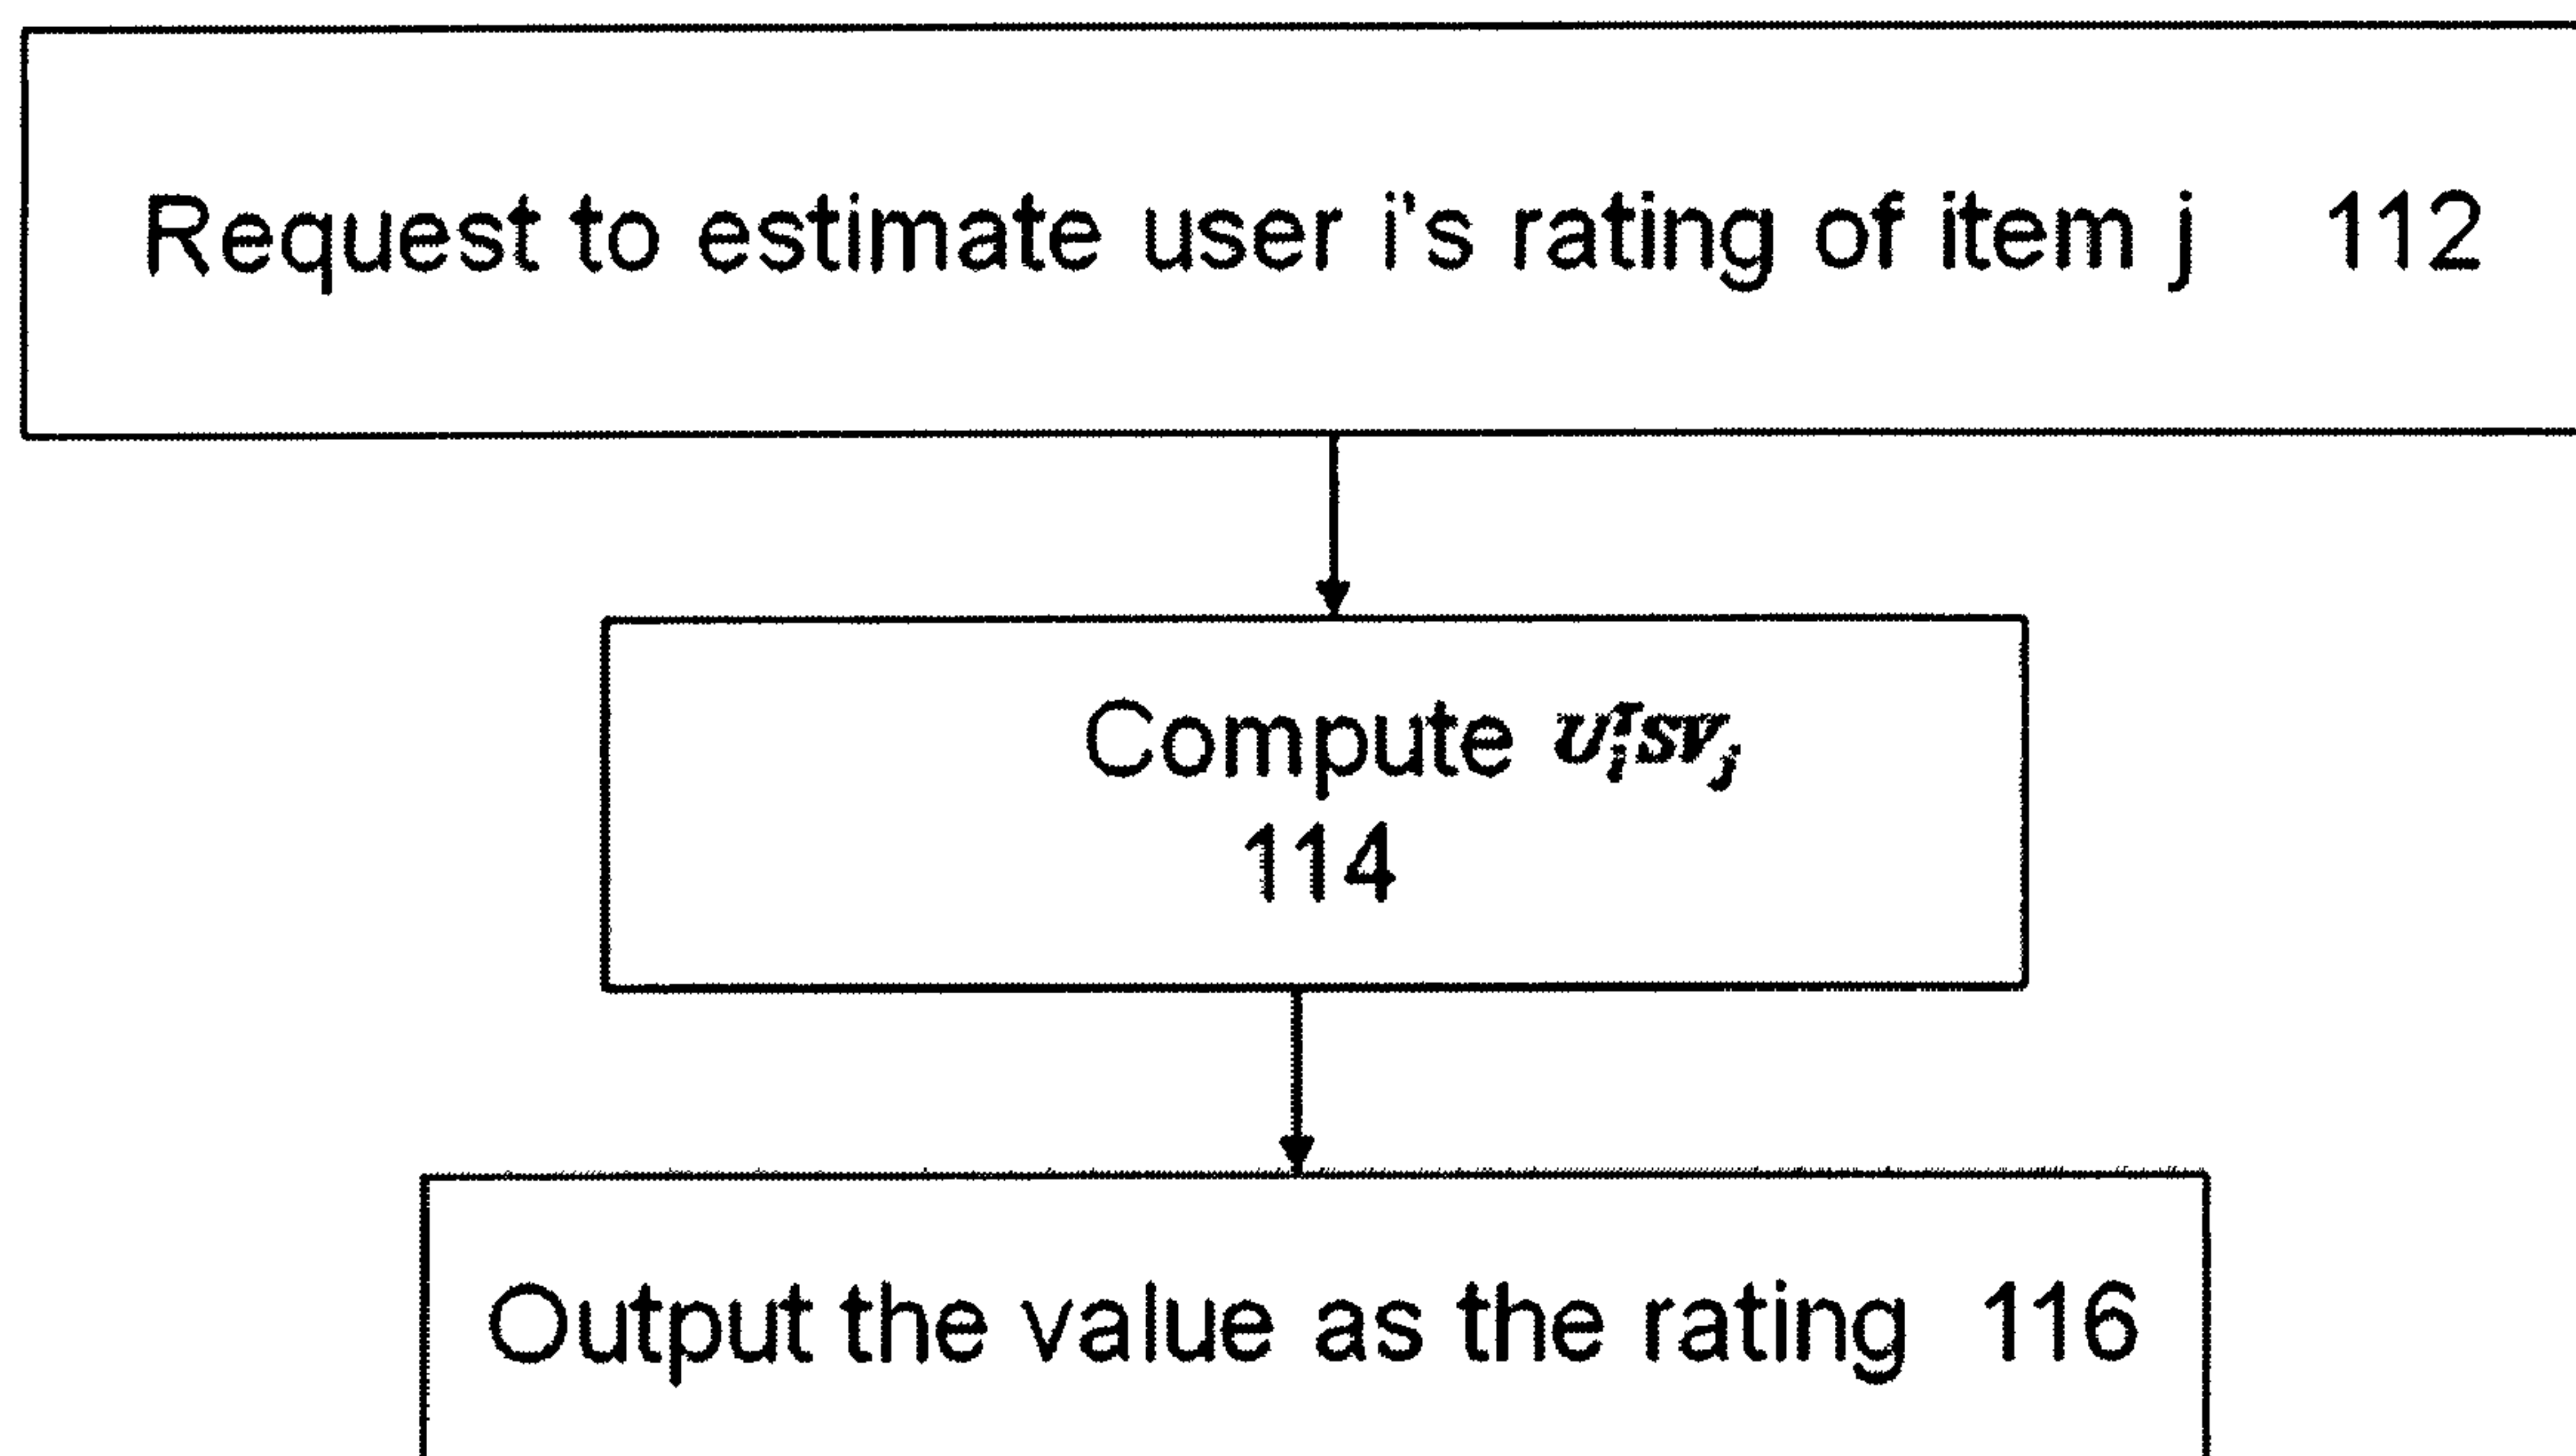 Request to estimate user i's rating of item j 112
Compute $U_i^T S V_j$
114
Output the value as the rating 116